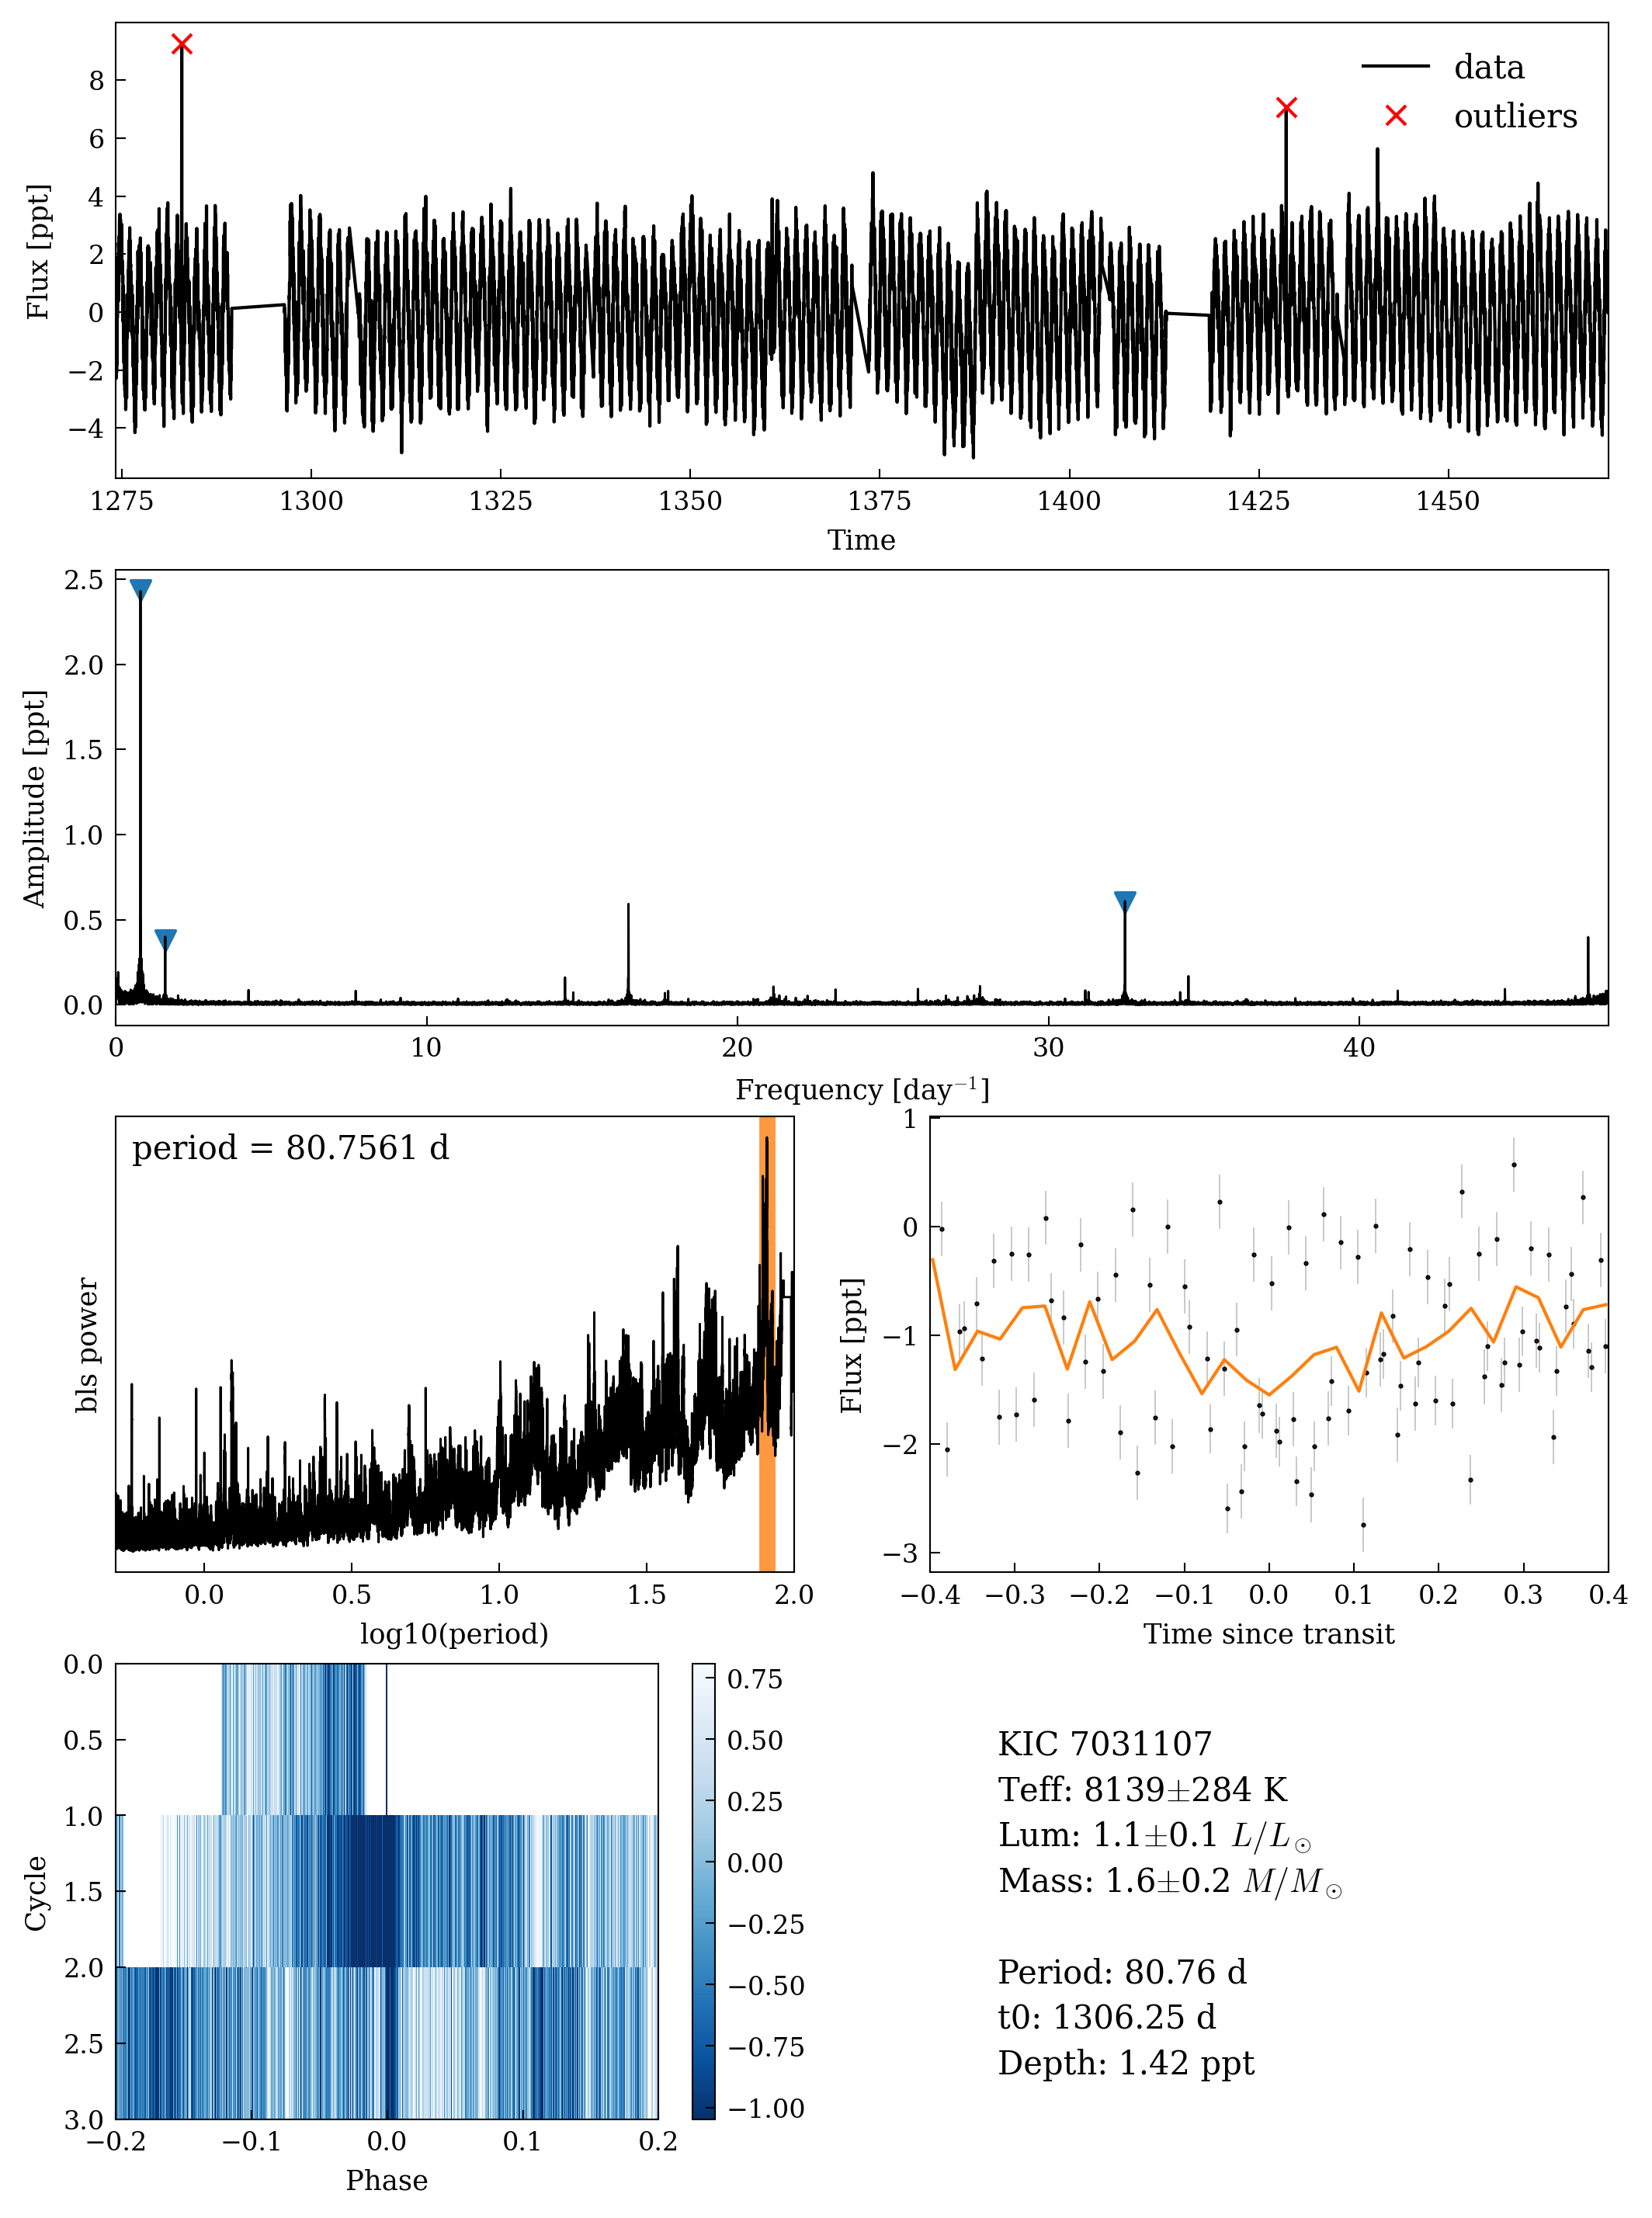 8
6
4
2
0
−2
−4
Flux [ppt]
data
outliers
1275 1300 1325 1350 1375 1400 1425 1450
Time
2.5
2.0
1.5
1.0
0.5
0.0
Amplitude [ppt]
0 10 20 30 40
Frequency [day⁻¹]
period = 80.7561 d
bls power
0.0 0.5 1.0 1.5 2.0
log10(period)
1
0
−1
−2
−3
Flux [ppt]
−0.4 −0.3 −0.2 −0.1 0.0 0.1 0.2 0.3 0.4
Time since transit
0.0
0.5
1.0
1.5
2.0
2.5
3.0
Cycle
−0.2 −0.1 0.0 0.1 0.2
Phase
0.75
0.50
0.25
0.00
−0.25
−0.50
−0.75
−1.00
KIC 7031107
Teff: 8139±284 K
Lum: 1.1±0.1 L/L⊙
Mass: 1.6±0.2 M/M⊙
Period: 80.76 d
t0: 1306.25 d
Depth: 1.42 ppt